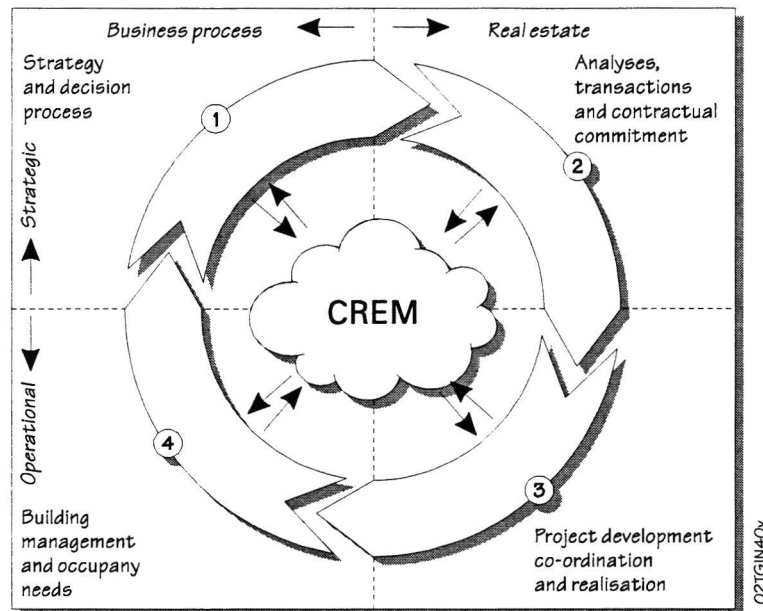 Business process
Real estate
Strategy
and decision
process
Analyses,
transactions
and contractual
commitment
1
2
Strategic
CREM
Operational
4
3
Building
management
and occupany
needs
Project development
co-ordination
and realisation
02TGIN4Ov